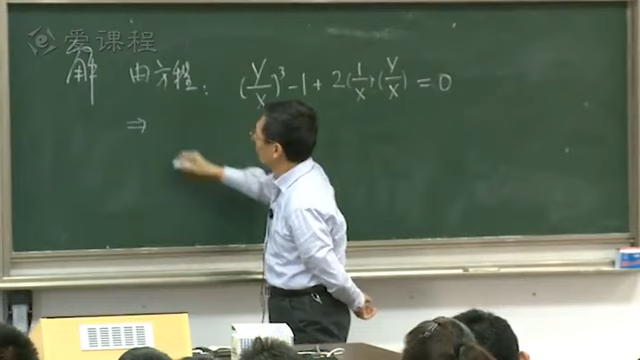 爱课程
解 由方程: (y/x)³ - 1 + 2(1/x)(y/x) = 0
⇒